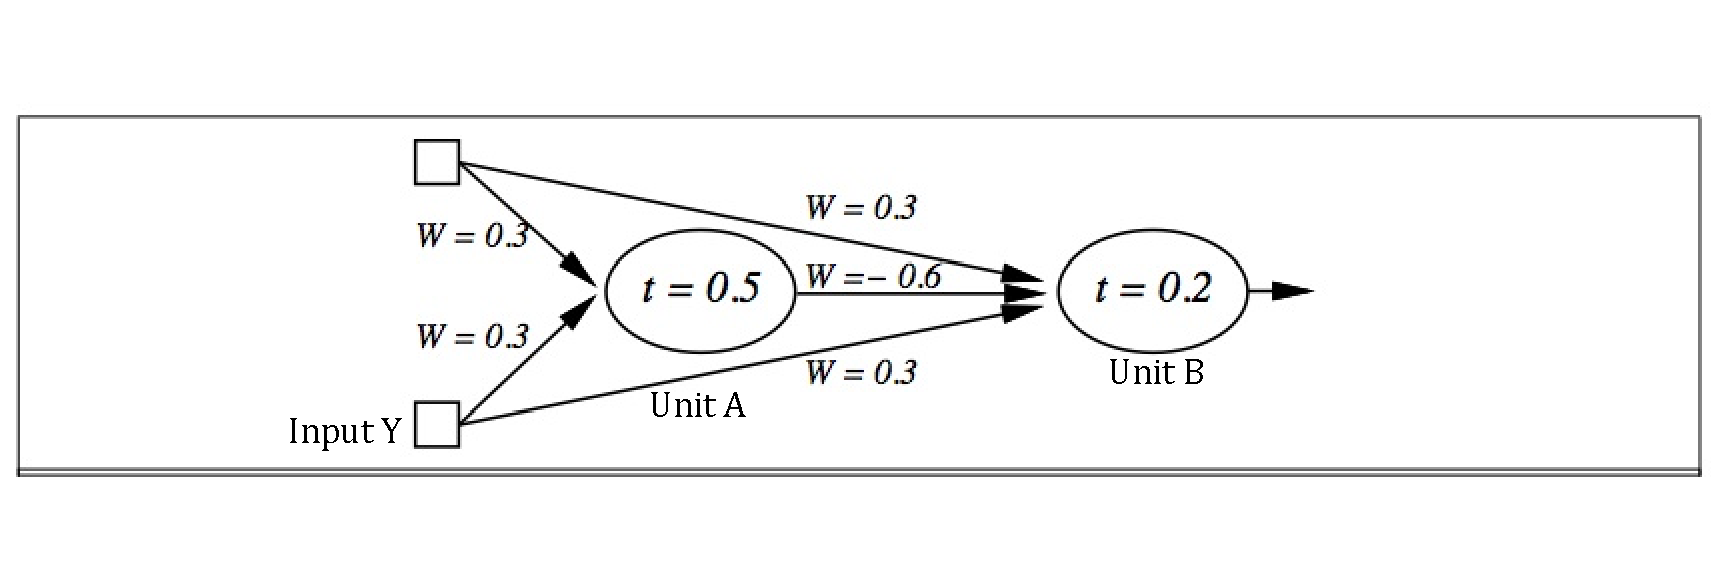 W = 0.3
W = 0.3
W =– 0.6
t = 0.5
t = 0.2
W = 0.3
W = 0.3
Unit B
Unit A
Input Y